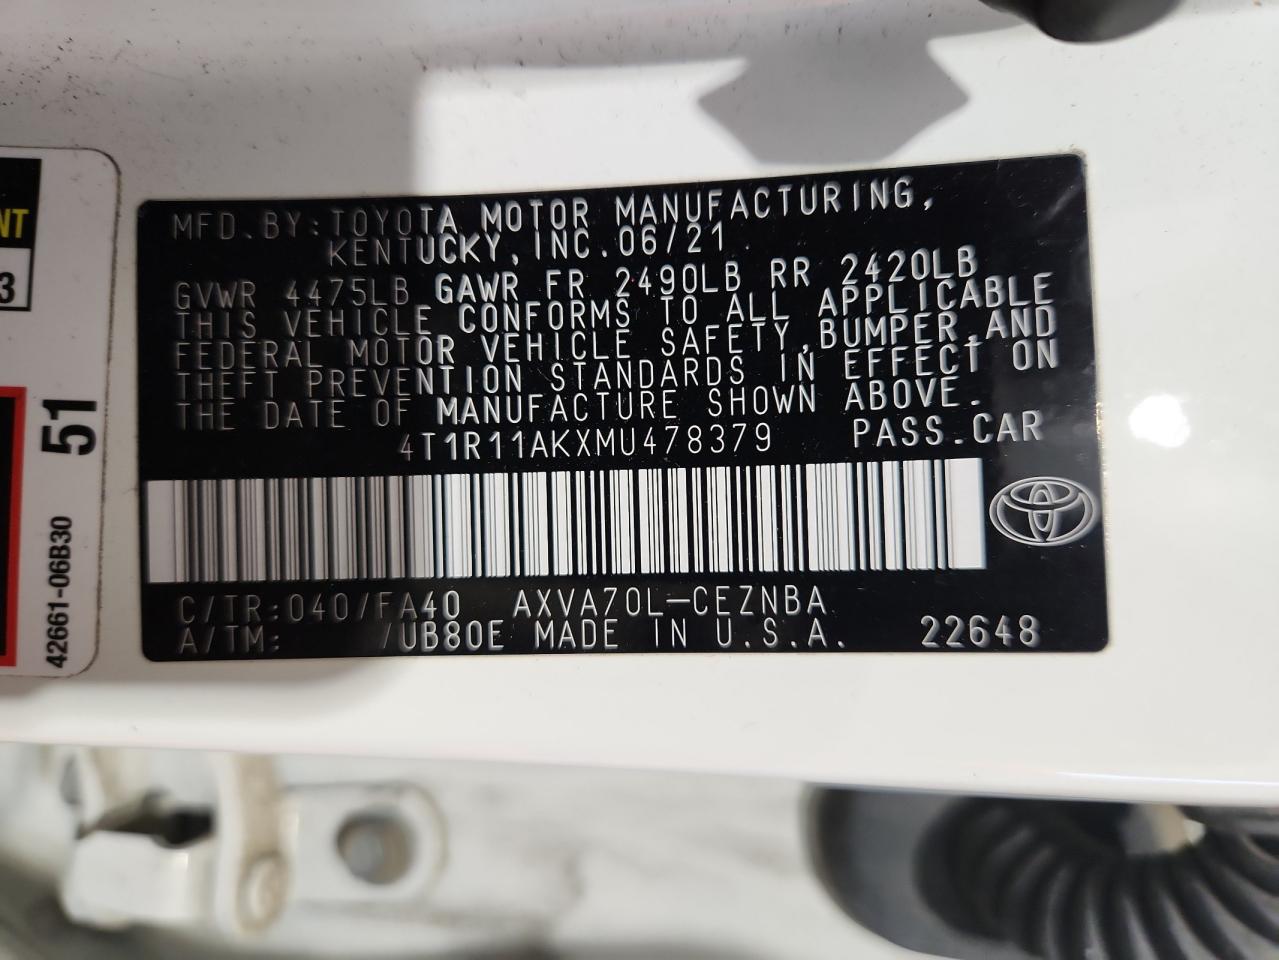 MFD.BY:TOYOTA MOTOR MANUFACTURING,
KENTUCKY,INC.06/21
GVWR 4475LB GAWR FR 2490LB RR 2420LB
THIS VEHICLE CONFORMS TO ALL APPLICABLE
FEDERAL MOTOR VEHICLE SAFETY,BUMPER,AND
THEFT PREVENTION STANDARDS IN EFFECT ON
THE DATE OF MANUFACTURE SHOWN ABOVE.
4T1R11AKXMU478379 PASS.CAR
C/TR:040/FA40 AXVA70L-CEZNBA
A/TM: /UB80E MADE IN U.S.A. 22648
NT
3
51
42661-06B30